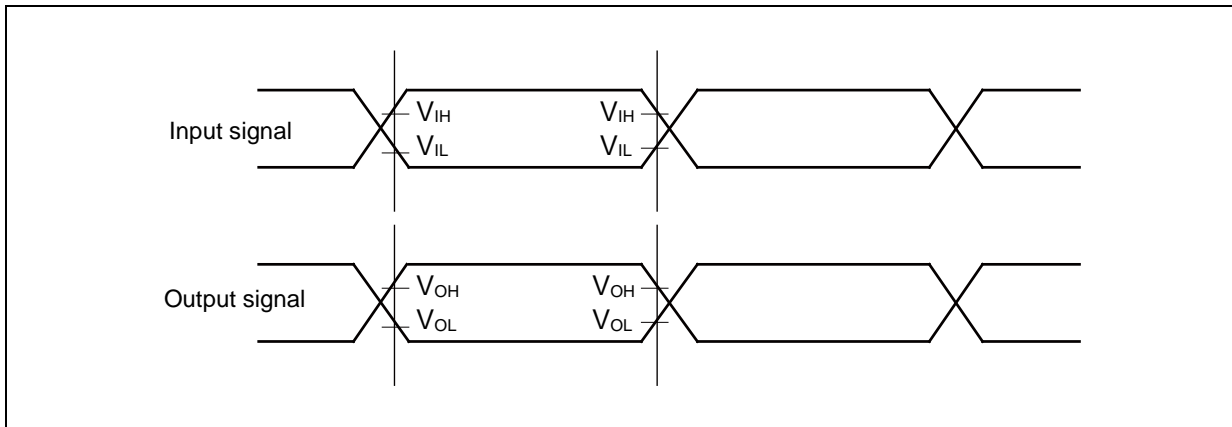 Input signal
VIH
VIH
VIL
VIL
Output signal
VOH
VOH
VOL
VOL